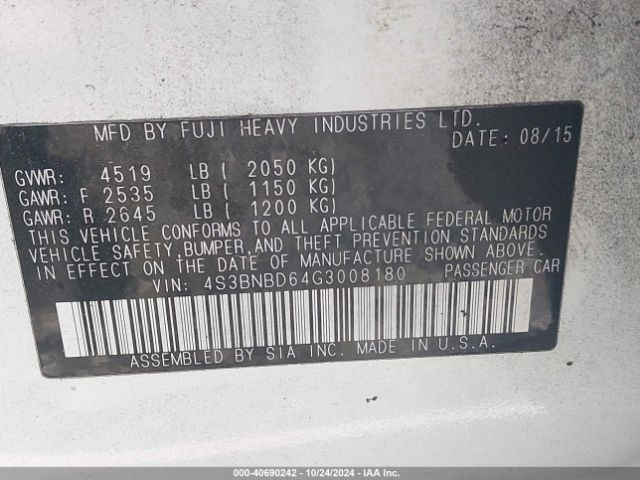 MFD BY FUJI HEAVY INDUSTRIES LTD.
DATE: 08/15
GVWR: 4519 LB ( 2050 KG)
GAWR: F 2535 LB ( 1150 KG)
GAWR: R 2645 LB ( 1200 KG)
THIS VEHICLE CONFORMS TO ALL APPLICABLE FEDERAL MOTOR
VEHICLE SAFETY, BUMPER, AND THEFT PREVENTION STANDARDS
IN EFFECT ON THE DATE OF MANUFACTURE SHOWN ABOVE.
VIN: 4S3BNBD64G3008180 PASSENGER CAR
ASSEMBLED BY SIA INC. MADE IN U.S.A.
000-40690242 - 10/24/2024 - IAA Inc.